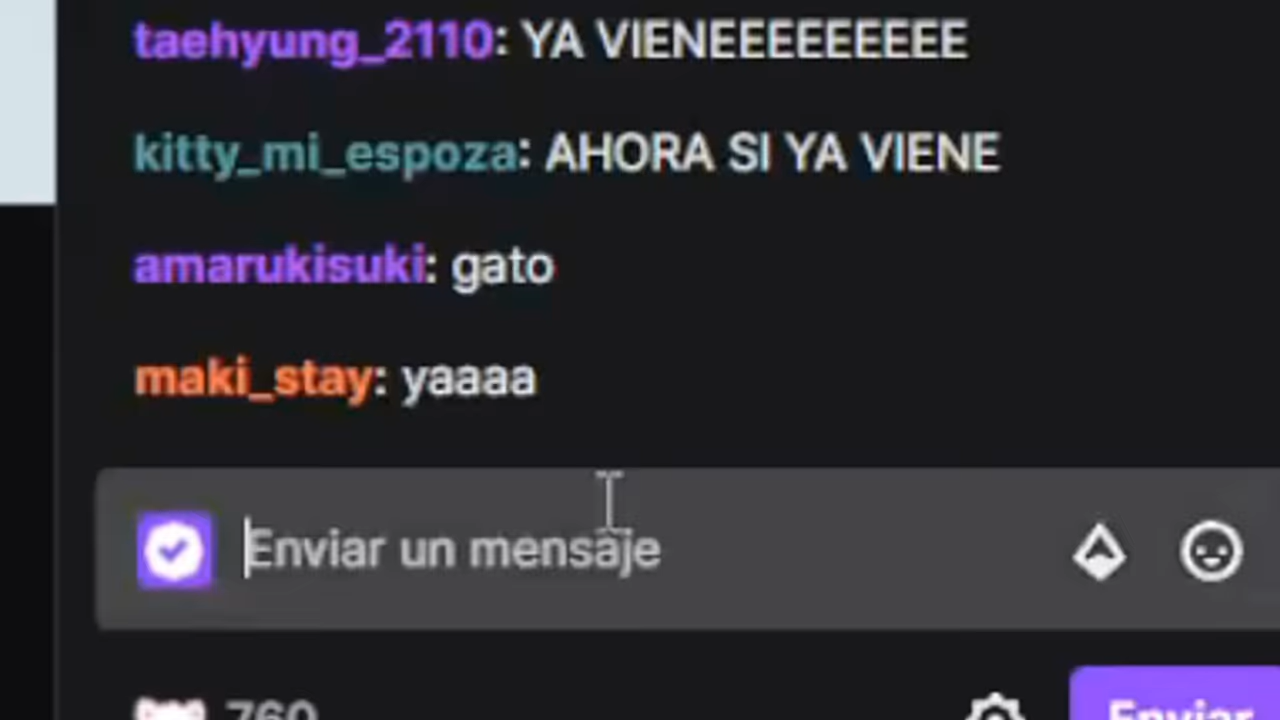 taehyung_2110: YA VIENEEEEEEEEE
kitty_mi_espoza: AHORA SI YA VIENE
amarukisuki: gato
maki_stay: yaaaa
Enviar un mensaje
760
Enviar